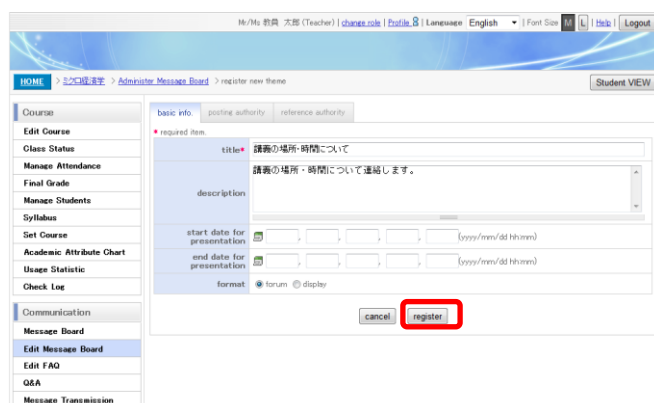 Mr/Ms 教員 太郎 (Teacher) | change role | Profile | Language English | Font Size M L | Help | Logout
HOME > ミクロ経済学 > Administer Message Board > register new theme
Student VIEW
Course
Edit Course
Class Status
Manage Attendance
Final Grade
Manage Students
Syllabus
Set Course
Academic Attribute Chart
Usage Statistic
Check Log
Communication
Message Board
Edit Message Board
Edit FAQ
Q&A
Message Transmission
basic info. posting authority reference authority
* required item.
title* 講義の場所・時間について
description 講義の場所・時間について連絡します。
start date for
presentation , , , , (yyyy/mm/dd hh:mm)
end date for
presentation , , , , (yyyy/mm/dd hh:mm)
format forum display
cancel register